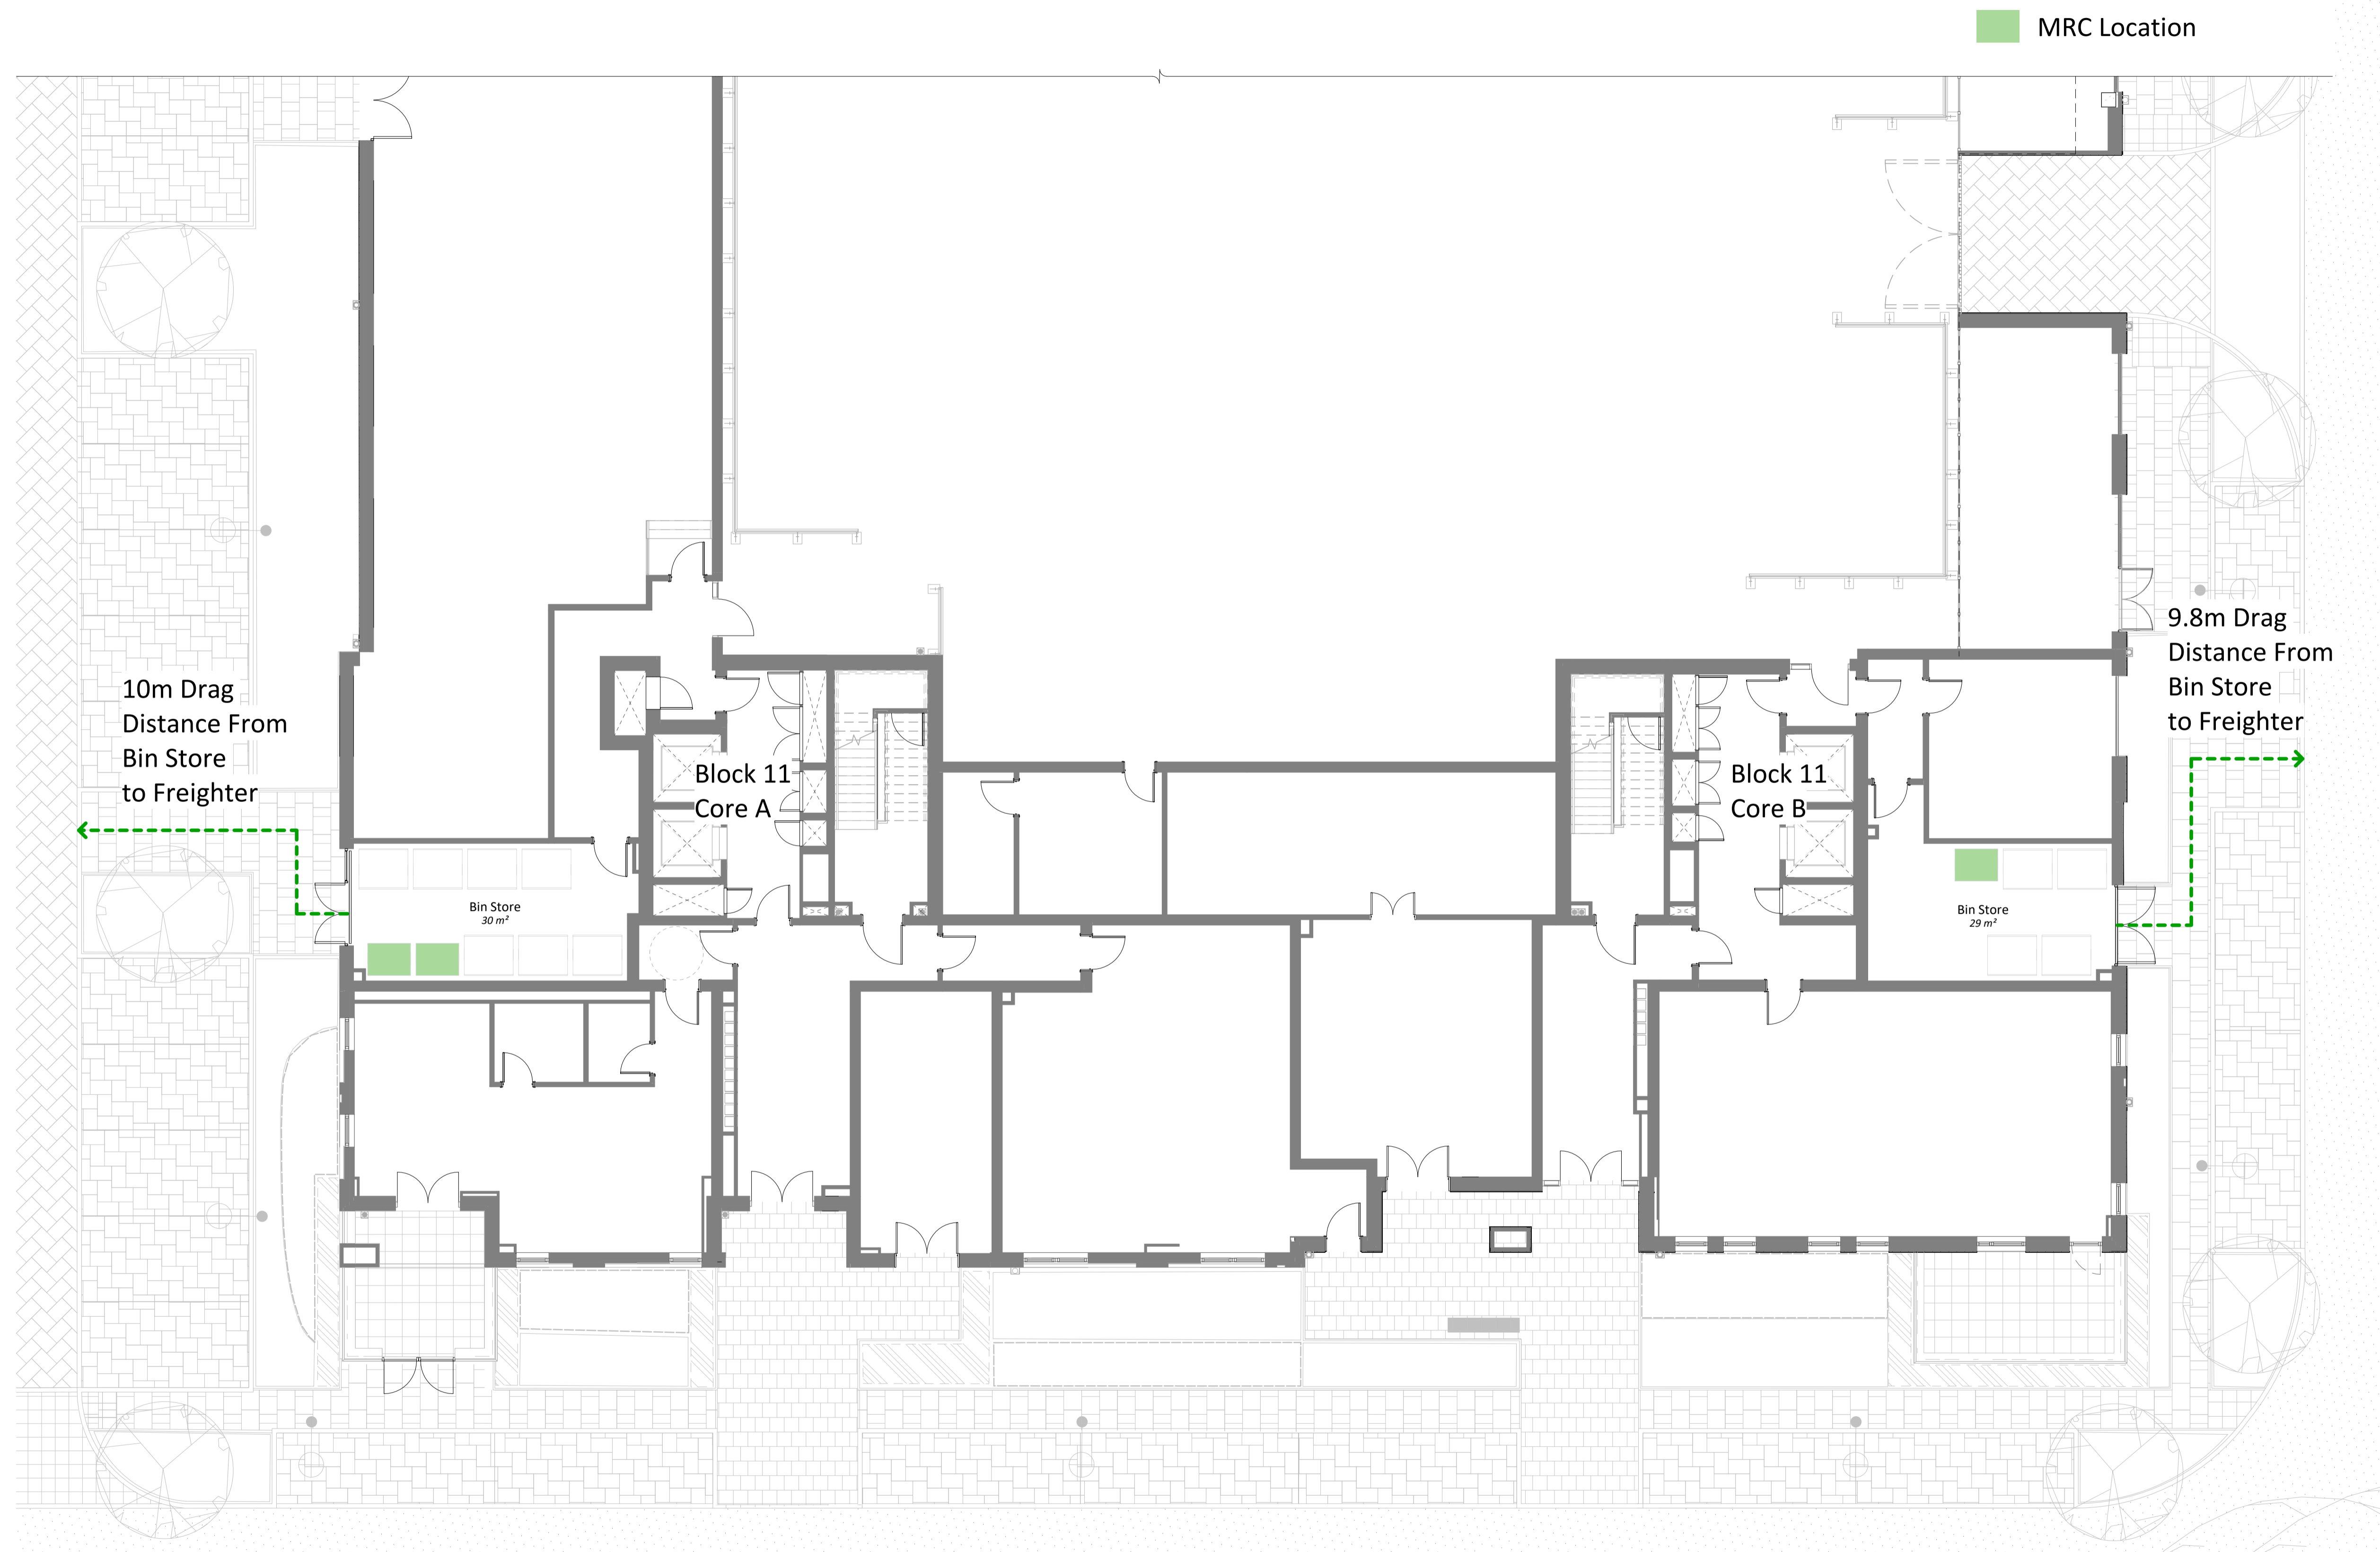 MRC Location
9.8m Drag
Distance From
Bin Store
to Freighter
10m Drag
Distance From
Bin Store
to Freighter
Block 11
Core A
Block 11
Core B
Bin Store
30 m²
Bin Store
29 m²